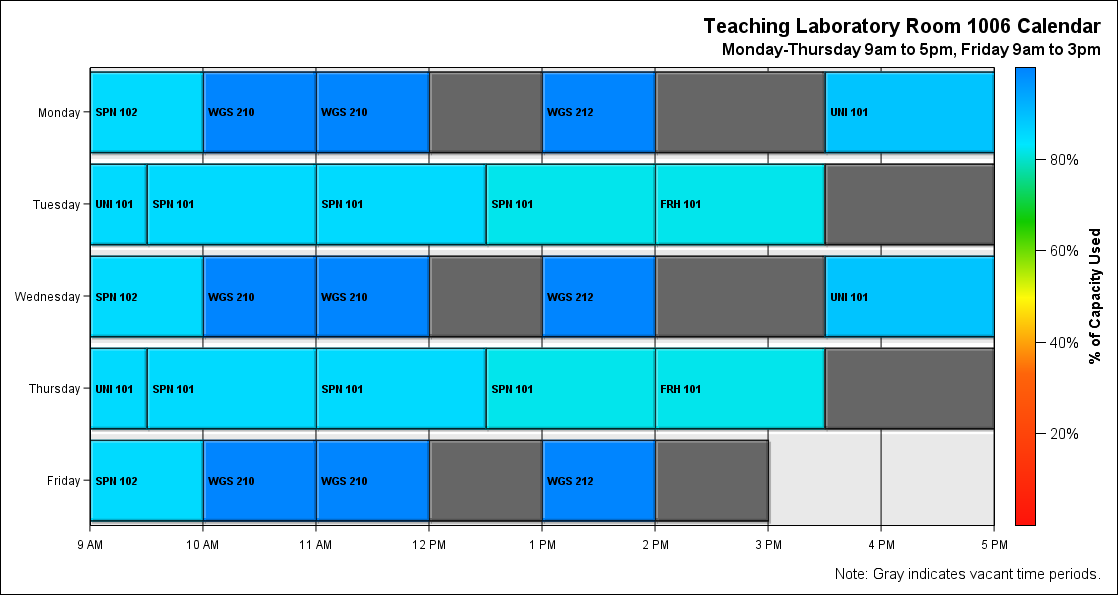 Teaching Laboratory Room 1006 Calendar
Monday-Thursday 9am to 5pm, Friday 9am to 3pm
Monday
SPN 102 WGS 210 WGS 210 WGS 212 UNI 101
Tuesday
UNI 101 SPN 101 SPN 101 SPN 101 FRH 101
Wednesday
SPN 102 WGS 210 WGS 210 WGS 212 UNI 101
Thursday
UNI 101 SPN 101 SPN 101 SPN 101 FRH 101
Friday
SPN 102 WGS 210 WGS 210 WGS 212
9 AM 10 AM 11 AM 12 PM 1 PM 2 PM 3 PM 4 PM 5 PM
80%
60%
40%
20%
% of Capacity Used
Note: Gray indicates vacant time periods.